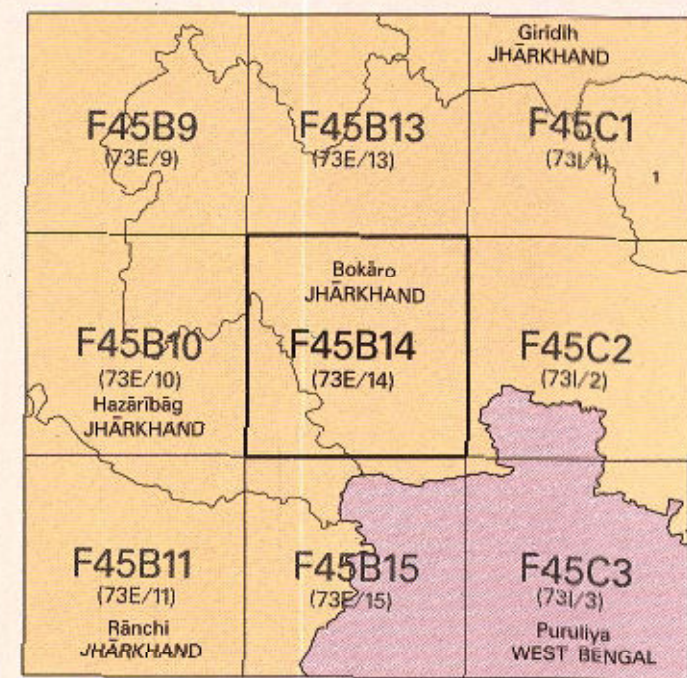 Giridih
JHĀRKHAND
F45B9
(73E/9)
F45B13
(73E/13)
F45C1
(73I/1)
1
Bokāro
JHĀRKHAND
F45B10
(73E/10)
Hazārībāg
JHĀRKHAND
F45B14
(73E/14)
F45C2
(73I/2)
F45B11
(73E/11)
Rānchi
JHĀRKHAND
F45B15
(73E/15)
F45C3
(73I/3)
Puruliya
WEST BENGAL